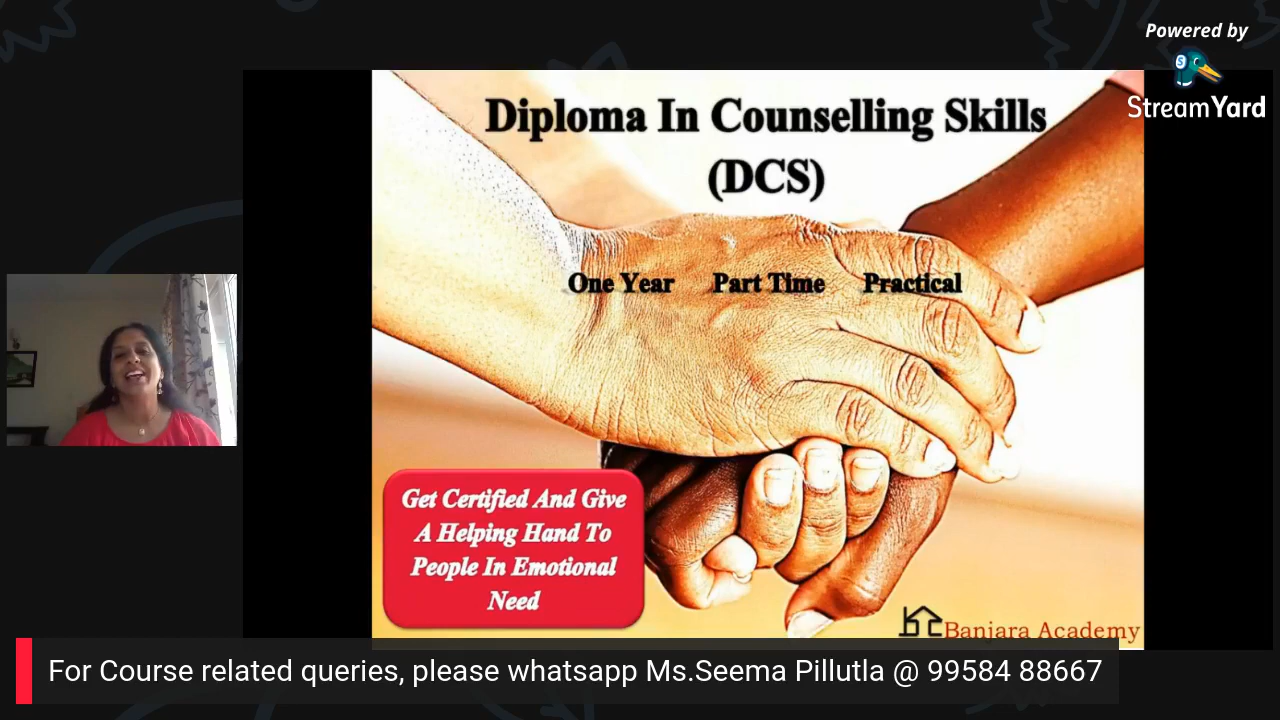 Powered by
StreamYard
Diploma In Counselling Skills
(DCS)
One Year Part Time Practical
Get Certified And Give
A Helping Hand To
People In Emotional
Need
Banjara Academy
For Course related queries, please whatsapp Ms.Seema Pillutla @ 99584 88667